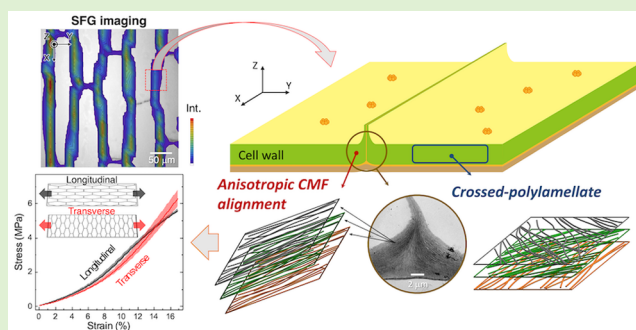 SFG imaging
Z
Y
X
Int.
50 μm
Longitudinal
Transverse
Stress (MPa)
6
4
2
0
Longitudinal
Transverse
0 2 4 6 8 10 12 14 16
Strain (%)
Z
Y
X
Cell wall
Anisotropic CMF
alignment
Crossed-polylamellate
2 μm